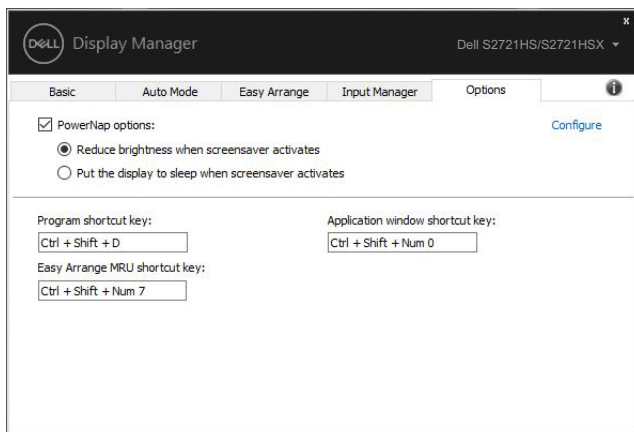 x
DELL Display Manager
Dell S2721HS/S2721HSX
Basic Auto Mode Easy Arrange Input Manager Options i
PowerNap options: Configure
Reduce brightness when screensaver activates
Put the display to sleep when screensaver activates
Program shortcut key: Application window shortcut key:
Ctrl + Shift + D Ctrl + Shift + Num 0
Easy Arrange MRU shortcut key:
Ctrl + Shift + Num 7